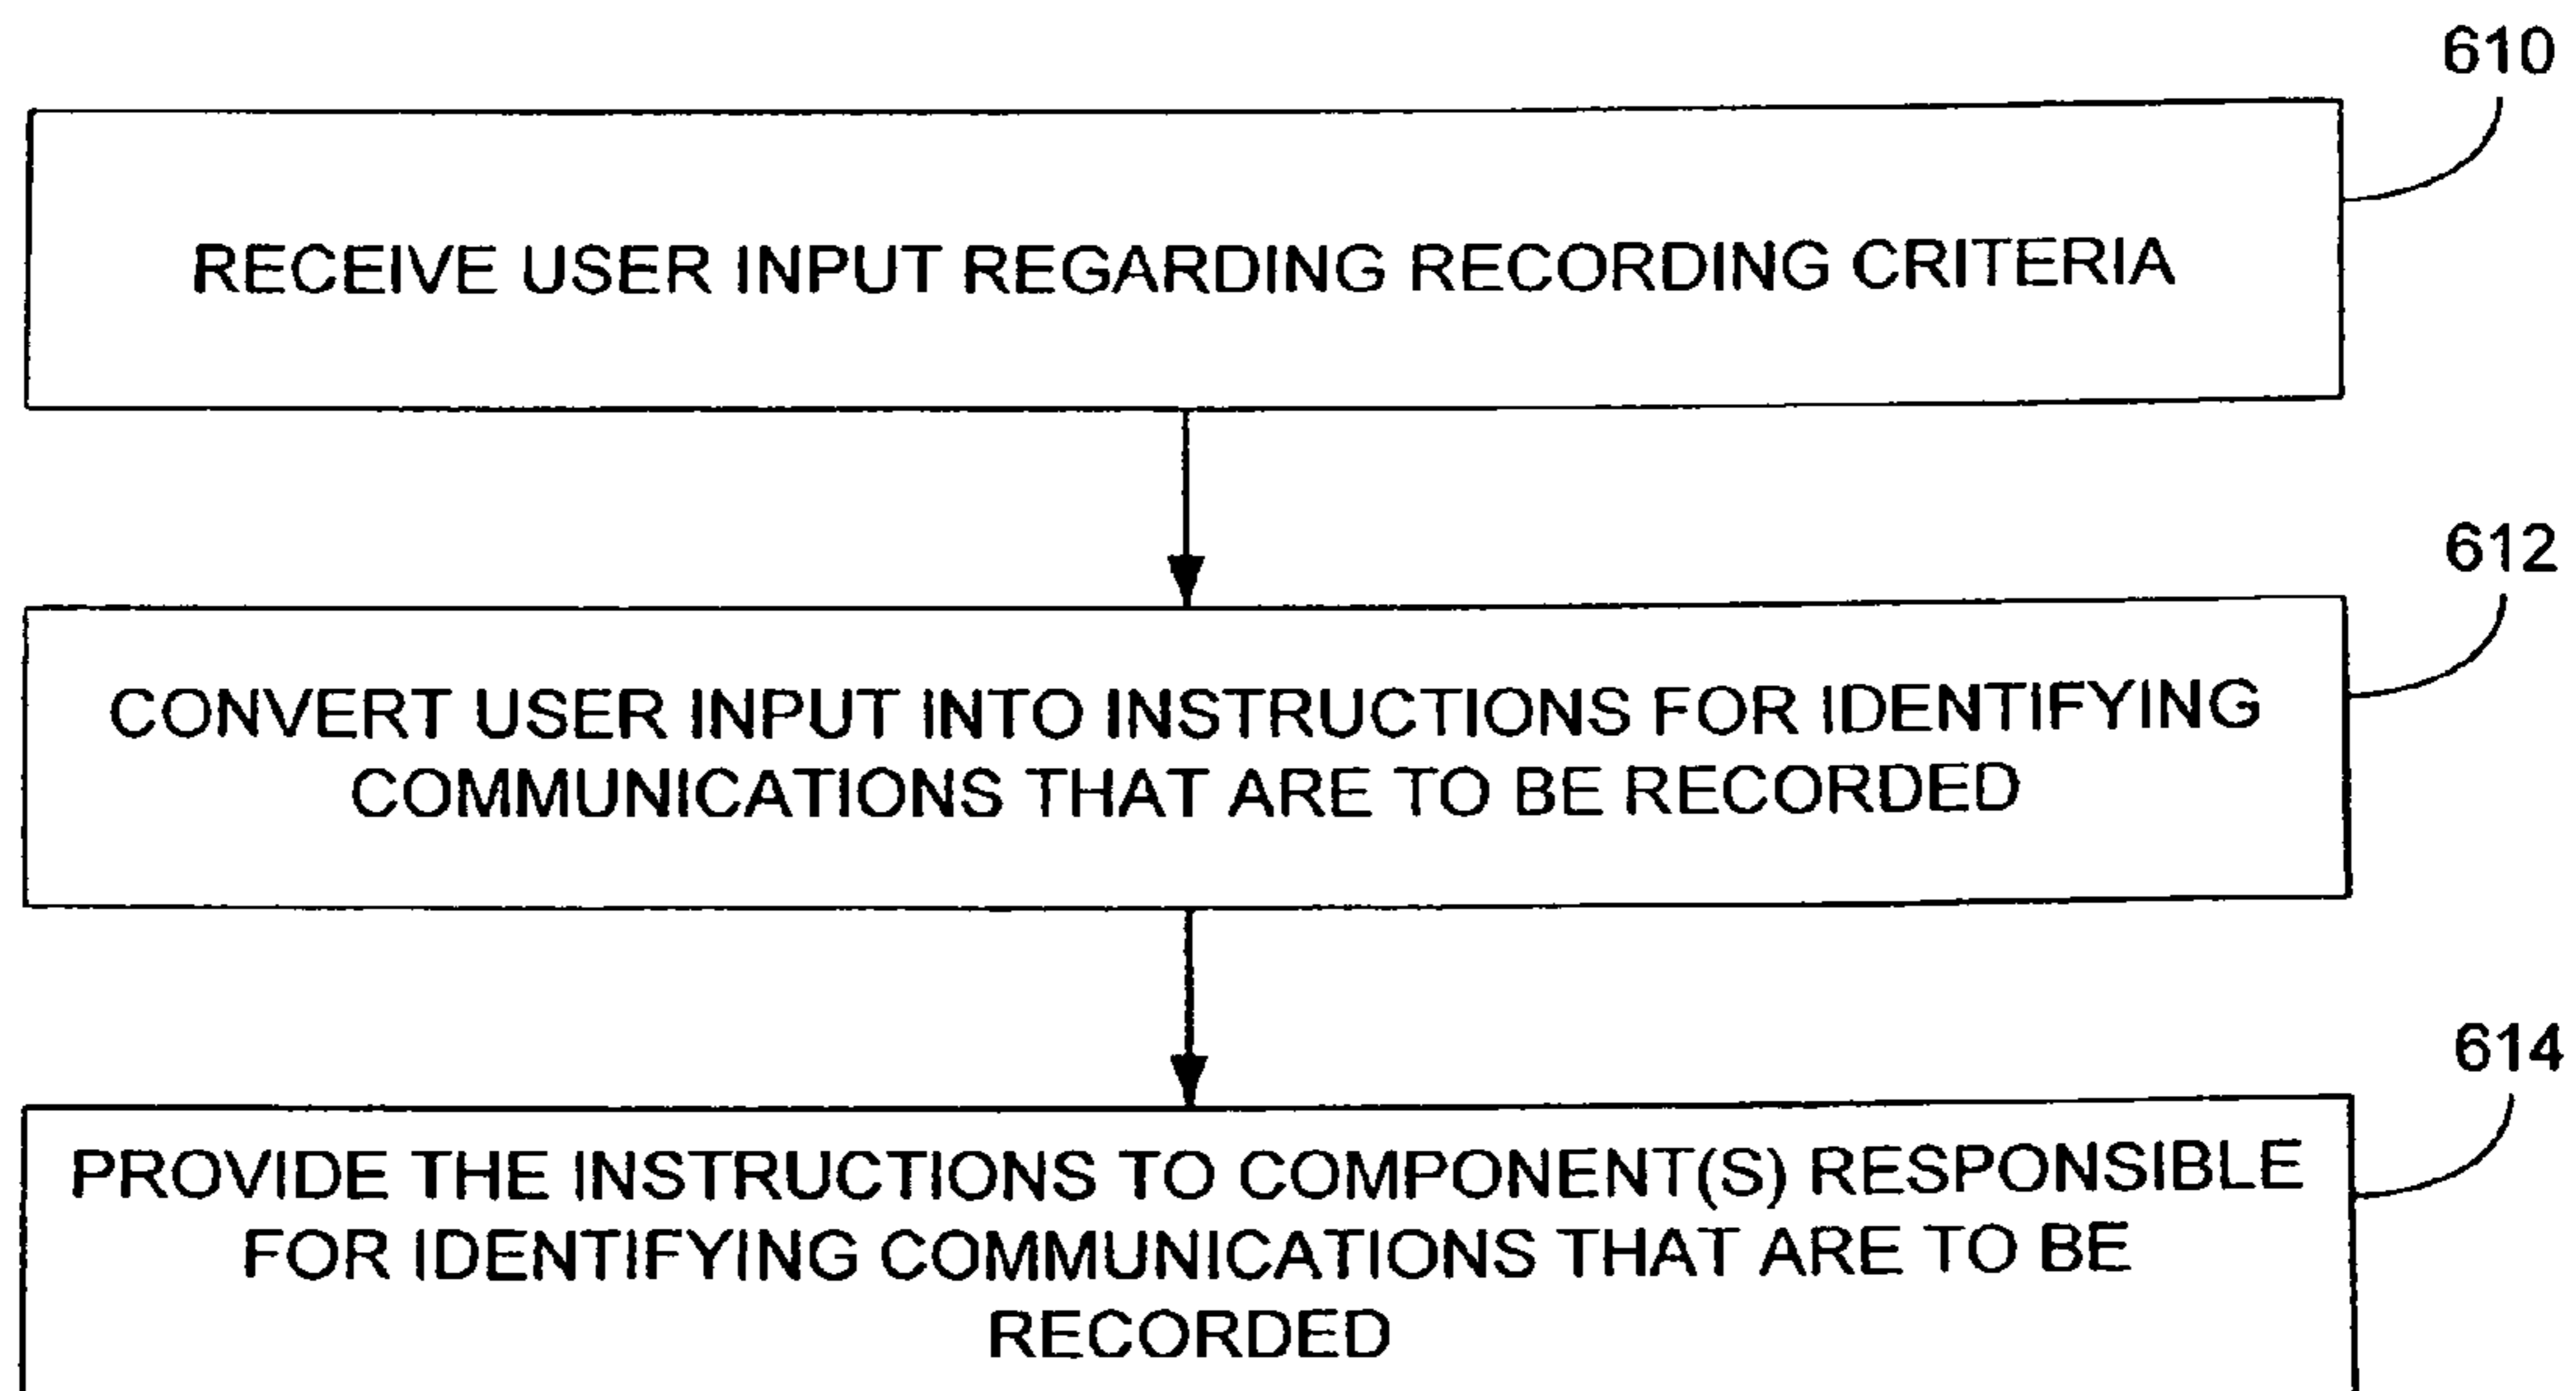 610
RECEIVE USER INPUT REGARDING RECORDING CRITERIA
612
CONVERT USER INPUT INTO INSTRUCTIONS FOR IDENTIFYING
COMMUNICATIONS THAT ARE TO BE RECORDED
614
PROVIDE THE INSTRUCTIONS TO COMPONENT(S) RESPONSIBLE
FOR IDENTIFYING COMMUNICATIONS THAT ARE TO BE
RECORDED